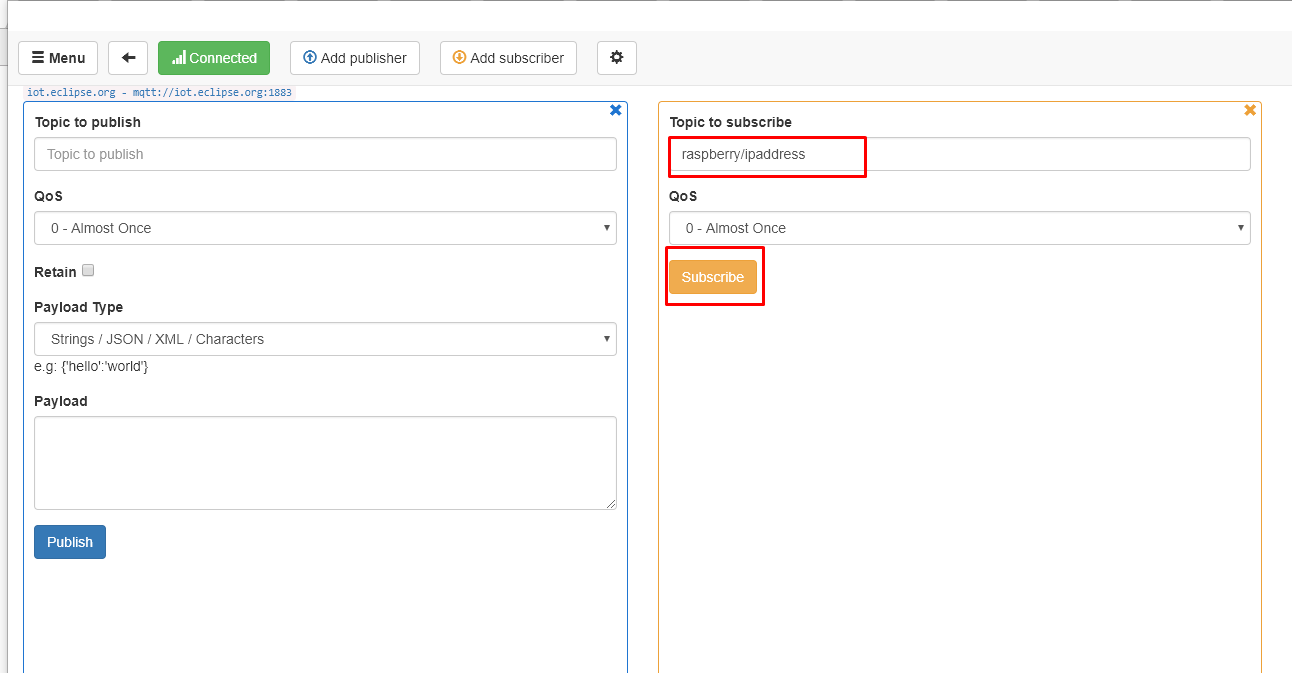 Menu
Connected
Add publisher
Add subscriber
iot.eclipse.org - mqtt://iot.eclipse.org:1883
Topic to publish
Topic to publish
QoS
0 - Almost Once
Retain
Payload Type
Strings / JSON / XML / Characters
e.g: {'hello':'world'}
Payload
Publish
Topic to subscribe
raspberry/ipaddress
QoS
0 - Almost Once
Subscribe